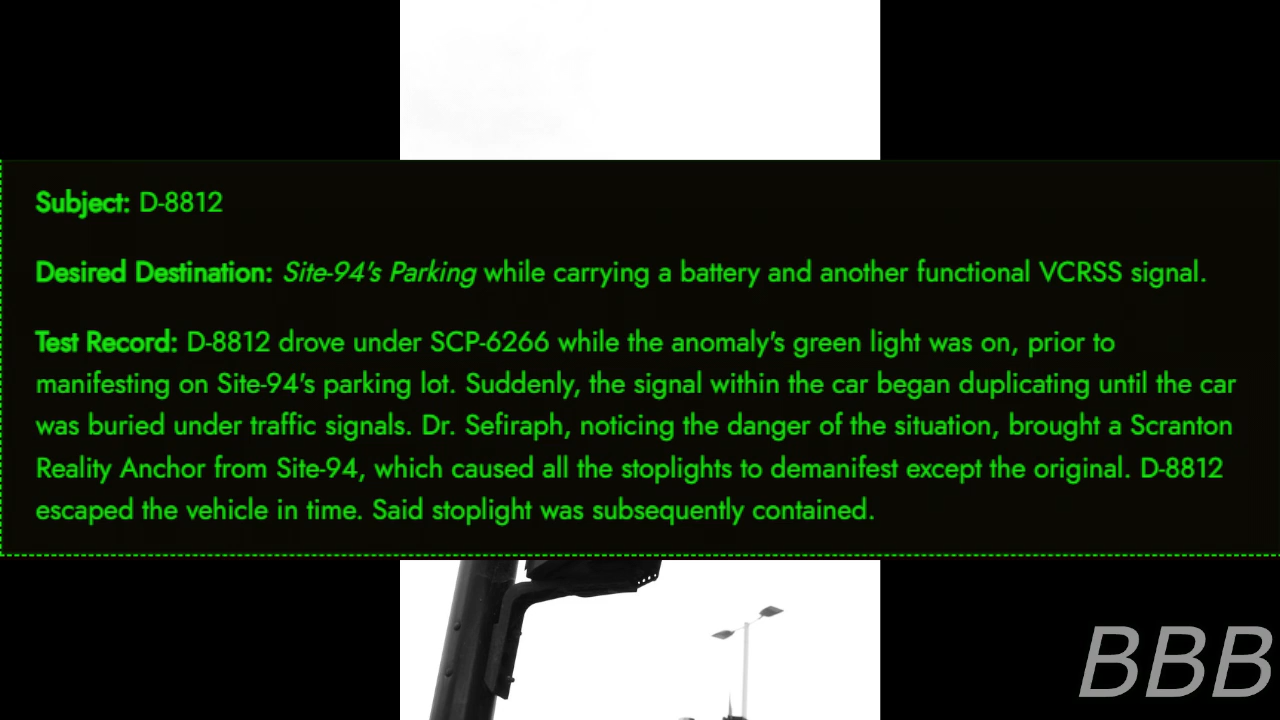 Subject: D-8812
Desired Destination: Site-94's Parking while carrying a battery and another functional VCRSS signal.
Test Record: D-8812 drove under SCP-6266 while the anomaly's green light was on, prior to
manifesting on Site-94's parking lot. Suddenly, the signal within the car began duplicating until the car
was buried under traffic signals. Dr. Sefiraph, noticing the danger of the situation, brought a Scranton
Reality Anchor from Site-94, which caused all the stoplights to demanifest except the original. D-8812
escaped the vehicle in time. Said stoplight was subsequently contained.
BBB